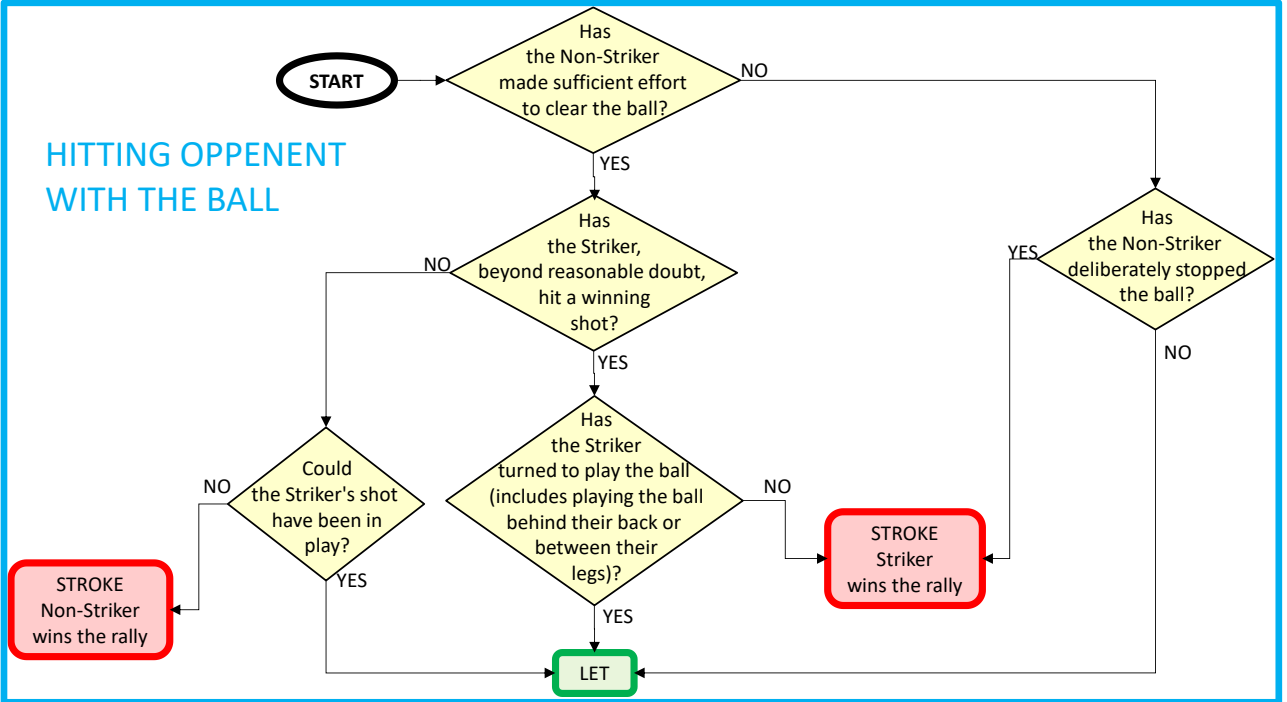 START
Has
the Non-Striker
made sufficient effort
to clear the ball?
NO
HITTING OPPENENT
WITH THE BALL
YES
Has
the Striker,
beyond reasonable doubt,
hit a winning
shot?
NO
YES
Has
the Non-Striker
deliberately stopped
the ball?
YES
NO
Could
the Striker's shot
have been in
play?
NO
YES
Has
the Striker
turned to play the ball
(includes playing the ball
behind their back or
between their
legs)?
NO
YES
STROKE
Striker
wins the rally
STROKE
Non-Striker
wins the rally
LET